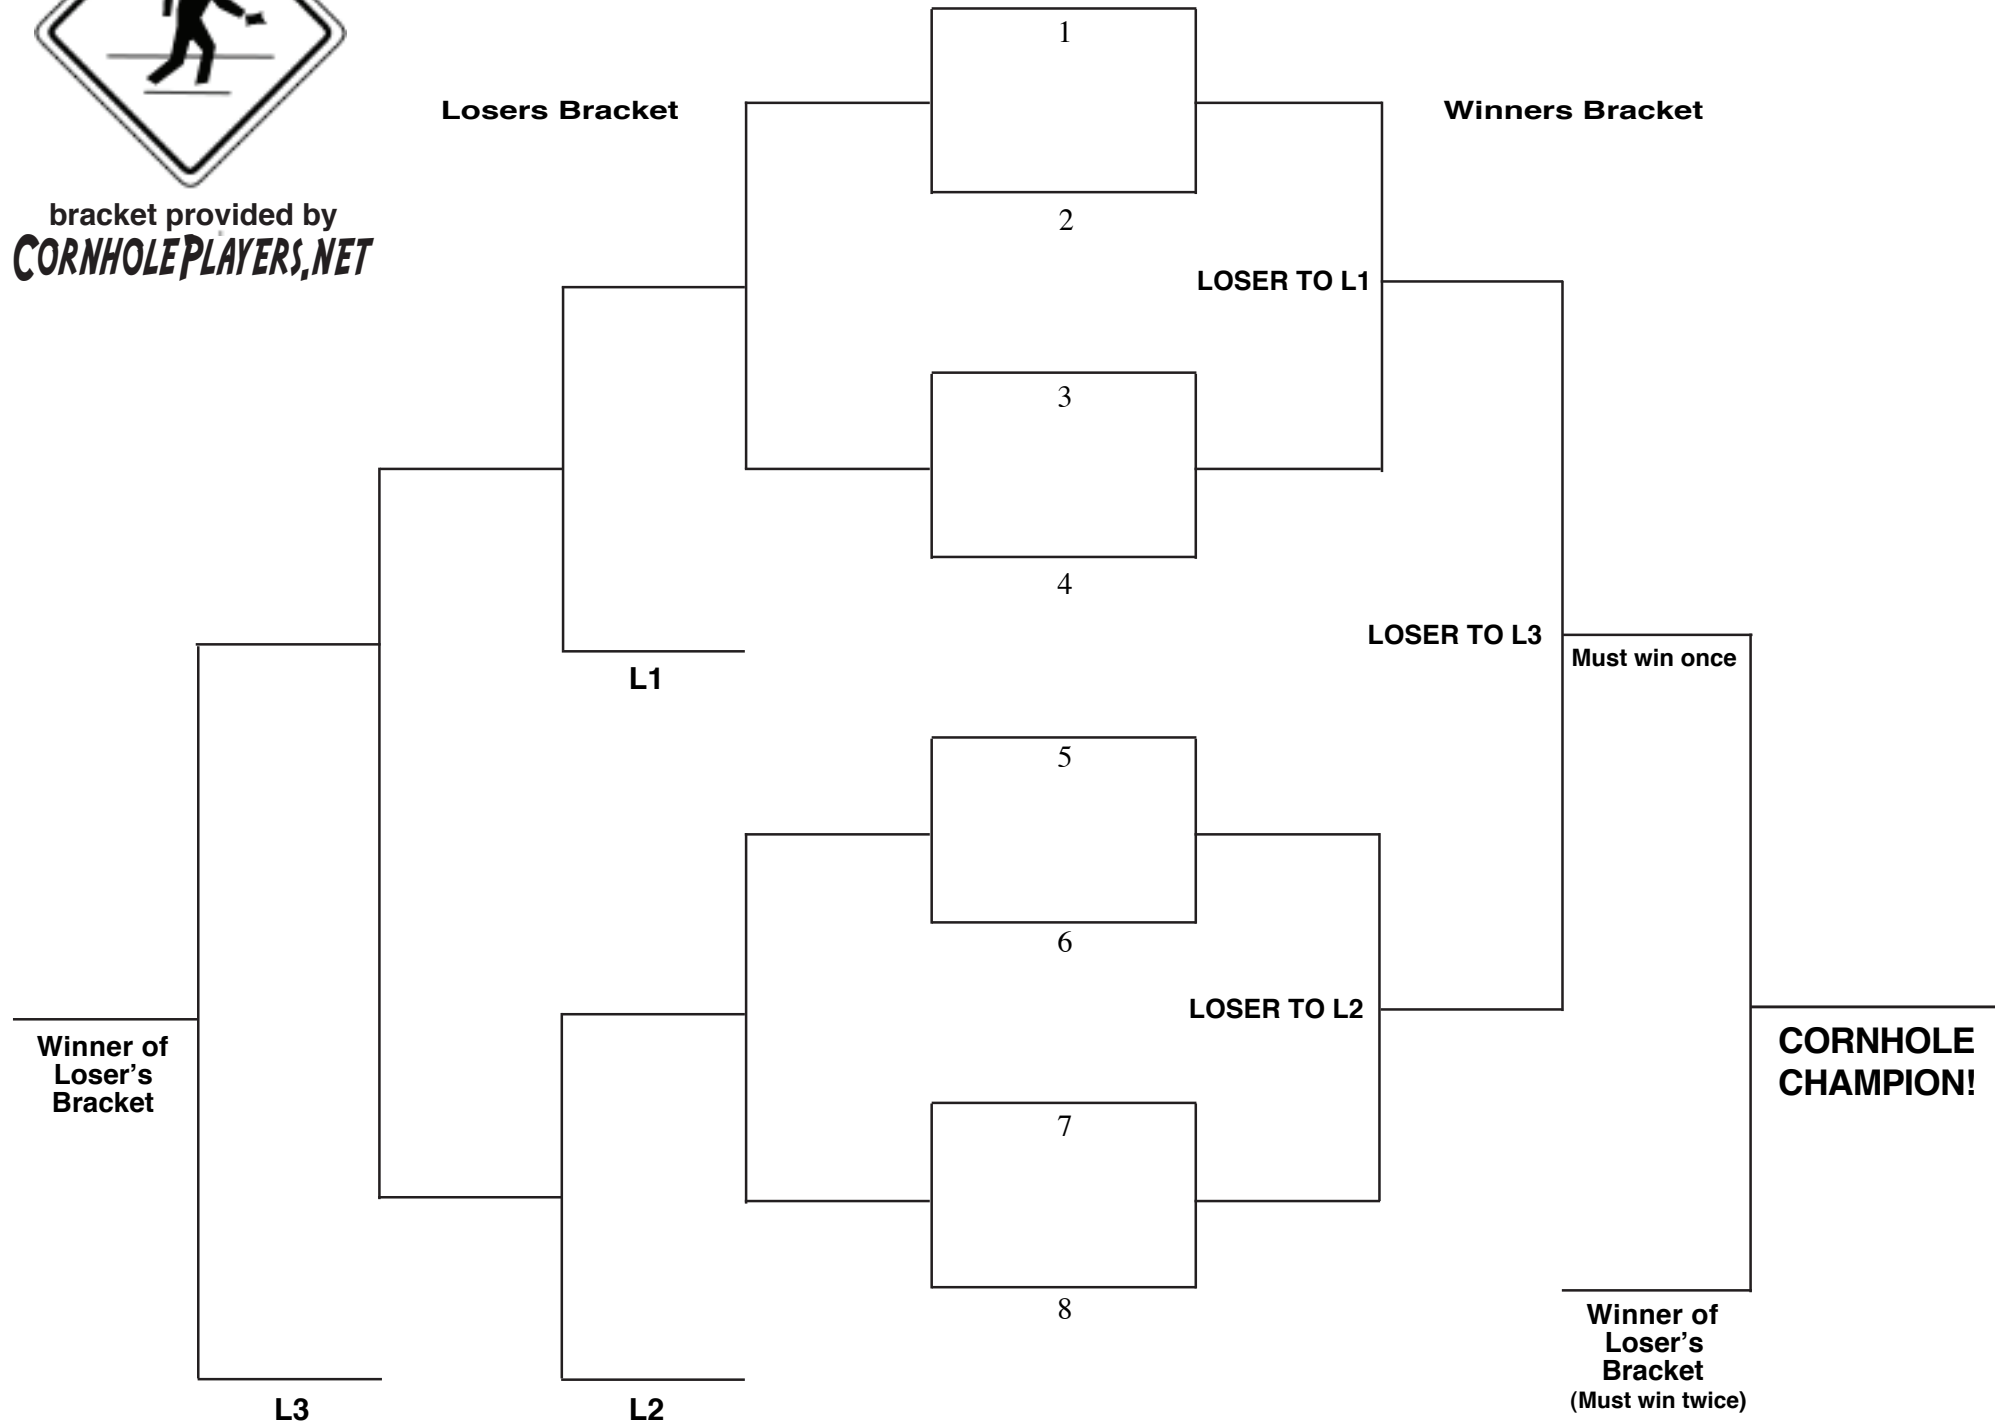 1
Losers Bracket
Winners Bracket
bracket provided by
CORNHOLEPLAYERS.NET
2
LOSER TO L1
3
4
LOSER TO L3
Must win once
L1
5
6
LOSER TO L2
Winner of
Loser's
Bracket
CORNHOLE
CHAMPION!
7
8
Winner of
Loser's
Bracket
(Must win twice)
L3
L2